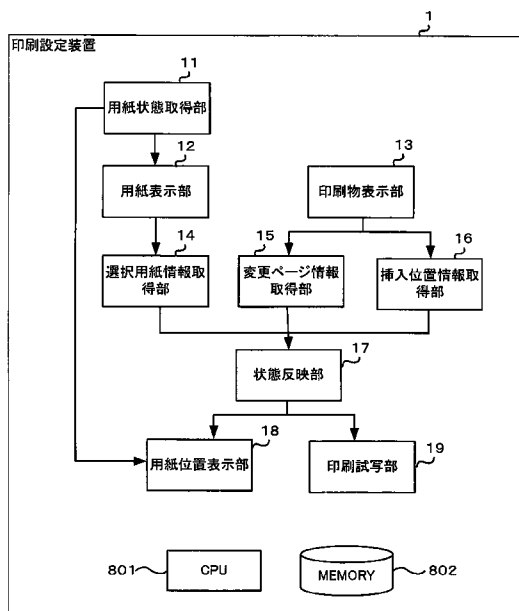 1
印刷設定装置
11
用紙状態取得部
12
用紙表示部
13
印刷物表示部
14
選択用紙情報取
得部
15
変更ページ情報
取得部
16
挿入位置情報取
得部
17
状態反映部
18
用紙位置表示部
印刷試写部
19
801
CPU
MEMORY
802